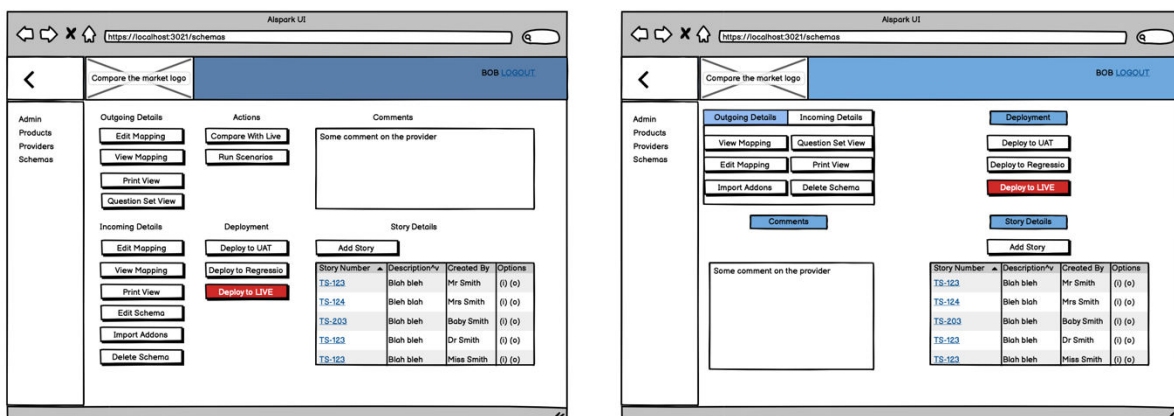 Alspark UI
https://localhost:3021/schemas
Compare the market logo
BOB LOGOUT
Admin
Products
Providers
Schemas
Outgoing Details
Edit Mapping
View Mapping
Print View
Question Set View
Actions
Compare With Live
Run Scenarios
Comments
Some comment on the provider
Incoming Details
Edit Mapping
View Mapping
Print View
Edit Schema
Import Addons
Delete Schema
Deployment
Deploy to UAT
Deploy to Regressio
Deploy to LIVE
Story Details
Add Story
Story Number Description^v Created By Options
TS-123 Blah bleh Mr Smith (i) (o)
TS-124 Blah bleh Mrs Smith (i) (o)
TS-203 Blah bleh Baby Smith (i) (o)
TS-123 Blah bleh Dr Smith (i) (o)
TS-123 Blah bleh Miss Smith (i) (o)
Alspark UI
https://localhost:3021/schemas
Compare the market logo
BOB LOGOUT
Admin
Products
Providers
Schemas
Outgoing Details Incoming Details
View Mapping Question Set View
Edit Mapping Print View
Import Addons Delete Schema
Deployment
Deploy to UAT
Deploy to Regressio
Deploy to LIVE
Comments
Some comment on the provider
Story Details
Add Story
Story Number Description^v Created By Options
TS-123 Blah bleh Mr Smith (i) (o)
TS-124 Blah bleh Mrs Smith (i) (o)
TS-203 Blah bleh Baby Smith (i) (o)
TS-123 Blah bleh Dr Smith (i) (o)
TS-123 Blah bleh Miss Smith (i) (o)